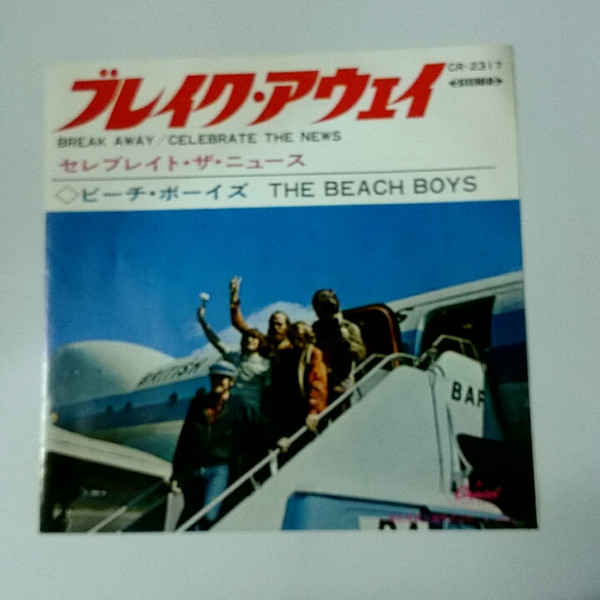 ブレイク・アウェイ
CR-2317
STEREO
BREAK AWAY/CELEBRATE THE NEWS
セレブレイト・ザ・ニュース
◇ビーチ・ボーイズ THE BEACH BOYS
BRITISH
BAF
Capitol